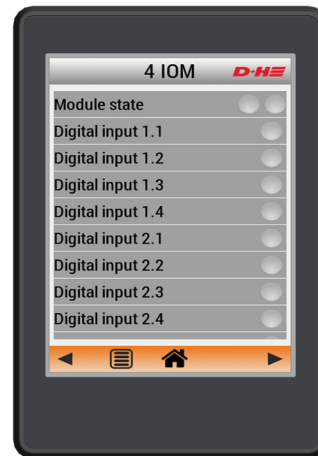 4 IOM D+H
Module state
Digital input 1.1
Digital input 1.2
Digital input 1.3
Digital input 1.4
Digital input 2.1
Digital input 2.2
Digital input 2.3
Digital input 2.4